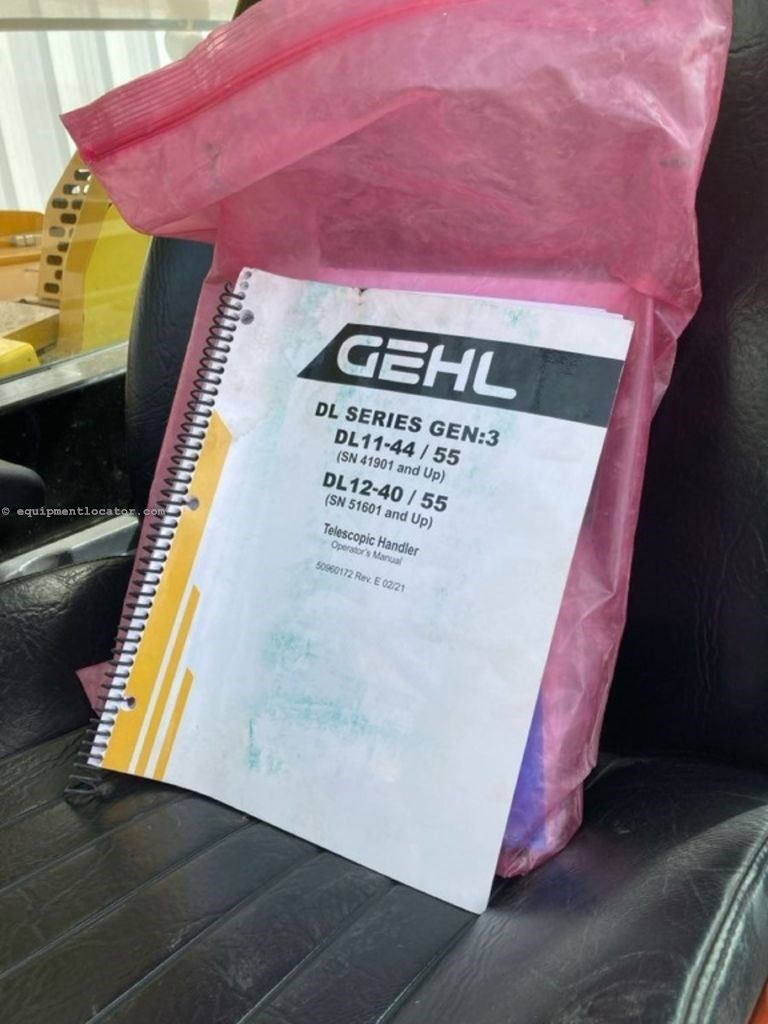 GEHL
DL SERIES GEN:3
DL11-44 / 55
(SN 41901 and Up)
DL12-40 / 55
(SN 51601 and Up)
© equipmentlocator.com
Telescopic Handler
Operator's Manual
50960172 Rev. E 02/21